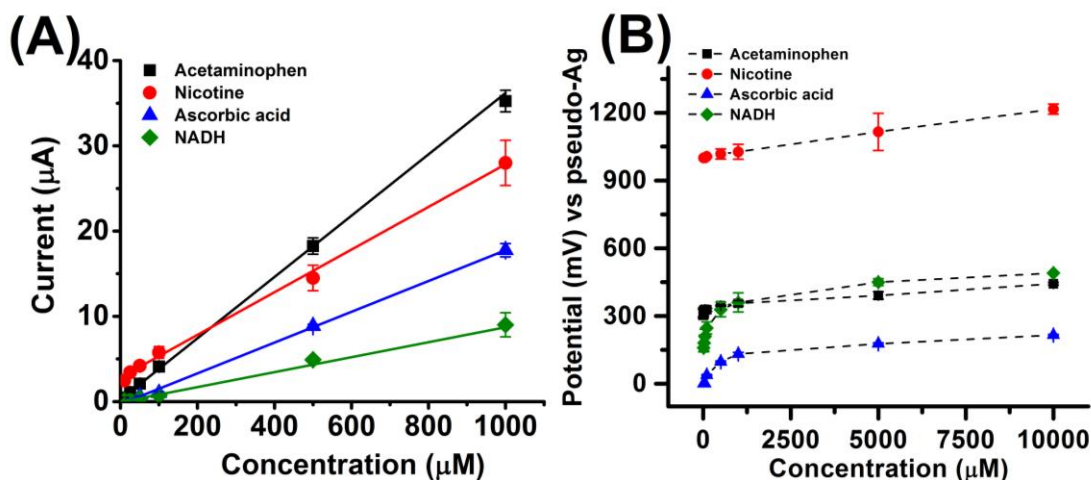 (A)
40
30
20
10
0
Current (μA)
Acetaminophen
Nicotine
Ascorbic acid
NADH
0 200 400 600 800 1000
Concentration (μM)
(B)
Acetaminophen
Nicotine
Ascorbic acid
NADH
1200
900
600
300
0
Potential (mV) vs pseudo-Ag
0 2500 5000 7500 10000
Concentration (μM)